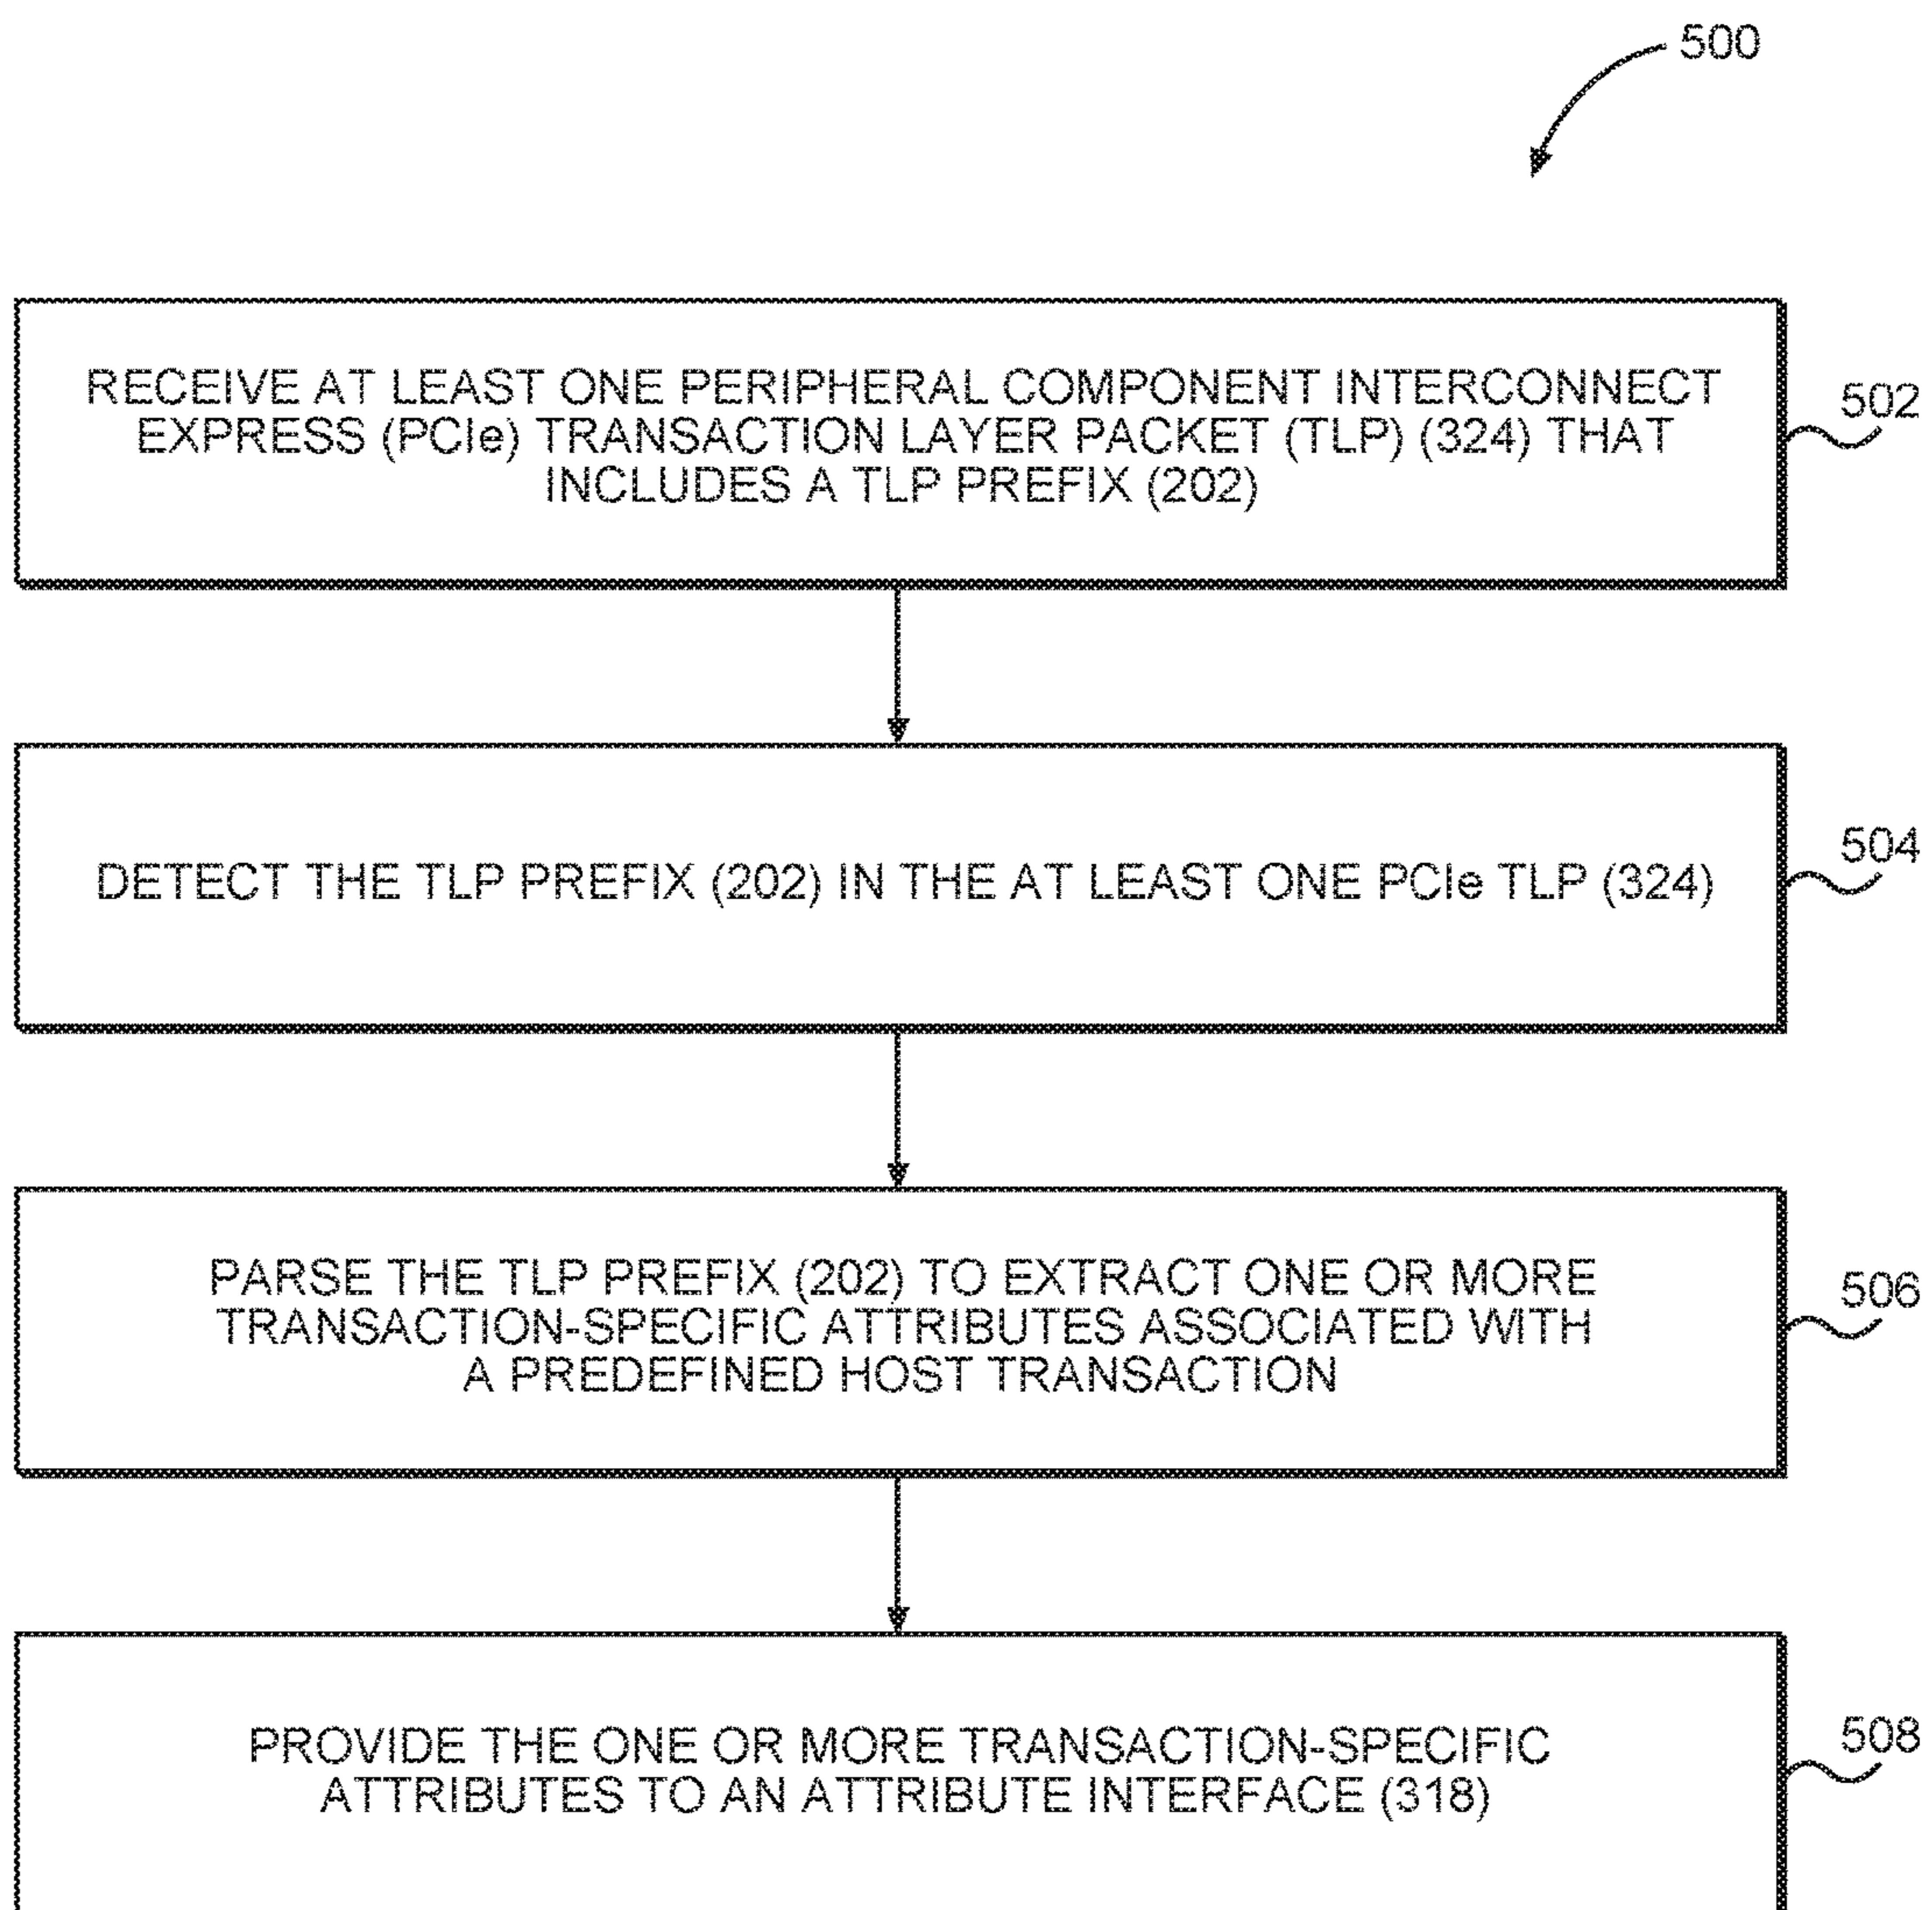 500
RECEIVE AT LEAST ONE PERIPHERAL COMPONENT INTERCONNECT
EXPRESS (PCIe) TRANSACTION LAYER PACKET (TLP) (324) THAT
INCLUDES A TLP PREFIX (202)
502
DETECT THE TLP PREFIX (202) IN THE AT LEAST ONE PCIe TLP (324)
504
PARSE THE TLP PREFIX (202) TO EXTRACT ONE OR MORE
TRANSACTION-SPECIFIC ATTRIBUTES ASSOCIATED WITH
A PREDEFINED HOST TRANSACTION
506
PROVIDE THE ONE OR MORE TRANSACTION-SPECIFIC
ATTRIBUTES TO AN ATTRIBUTE INTERFACE (318)
508